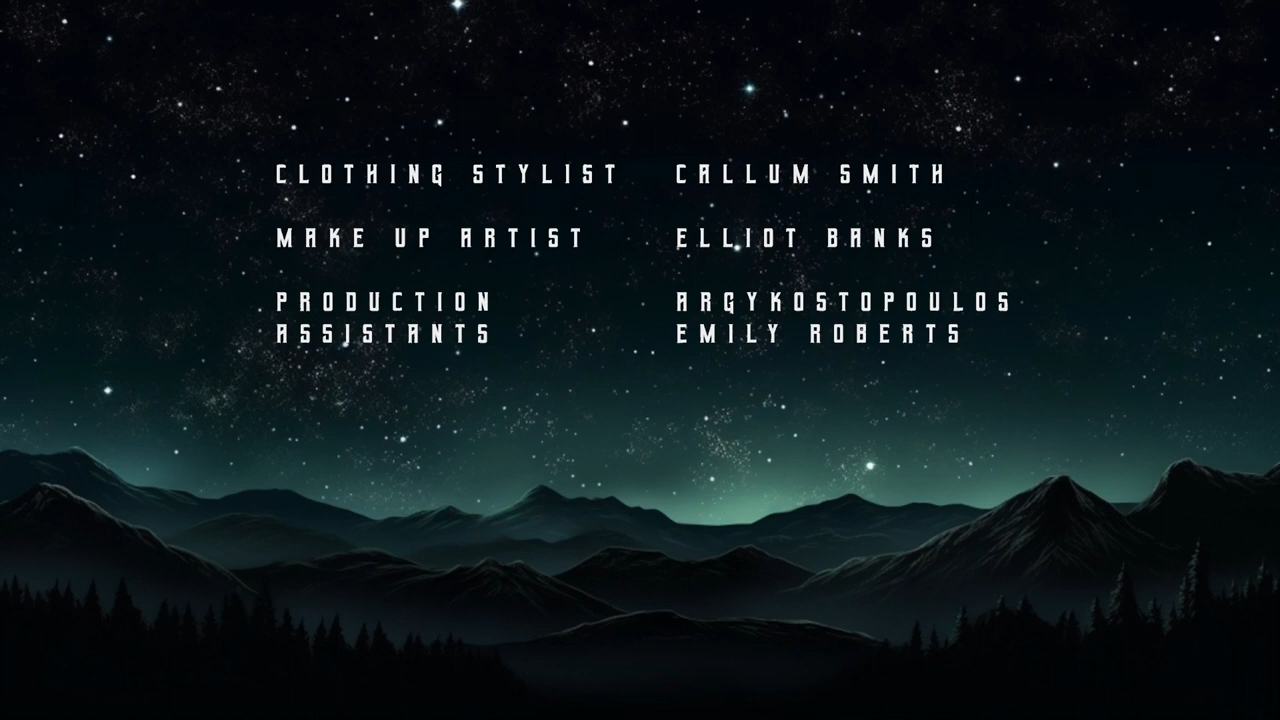 CLOTHING STYLIST CALLUM SMITH
MAKE UP ARTIST ELLIOT BANKS
PRODUCTION ARGYKOSTOPOULOS
ASSISTANTS EMILY ROBERTS